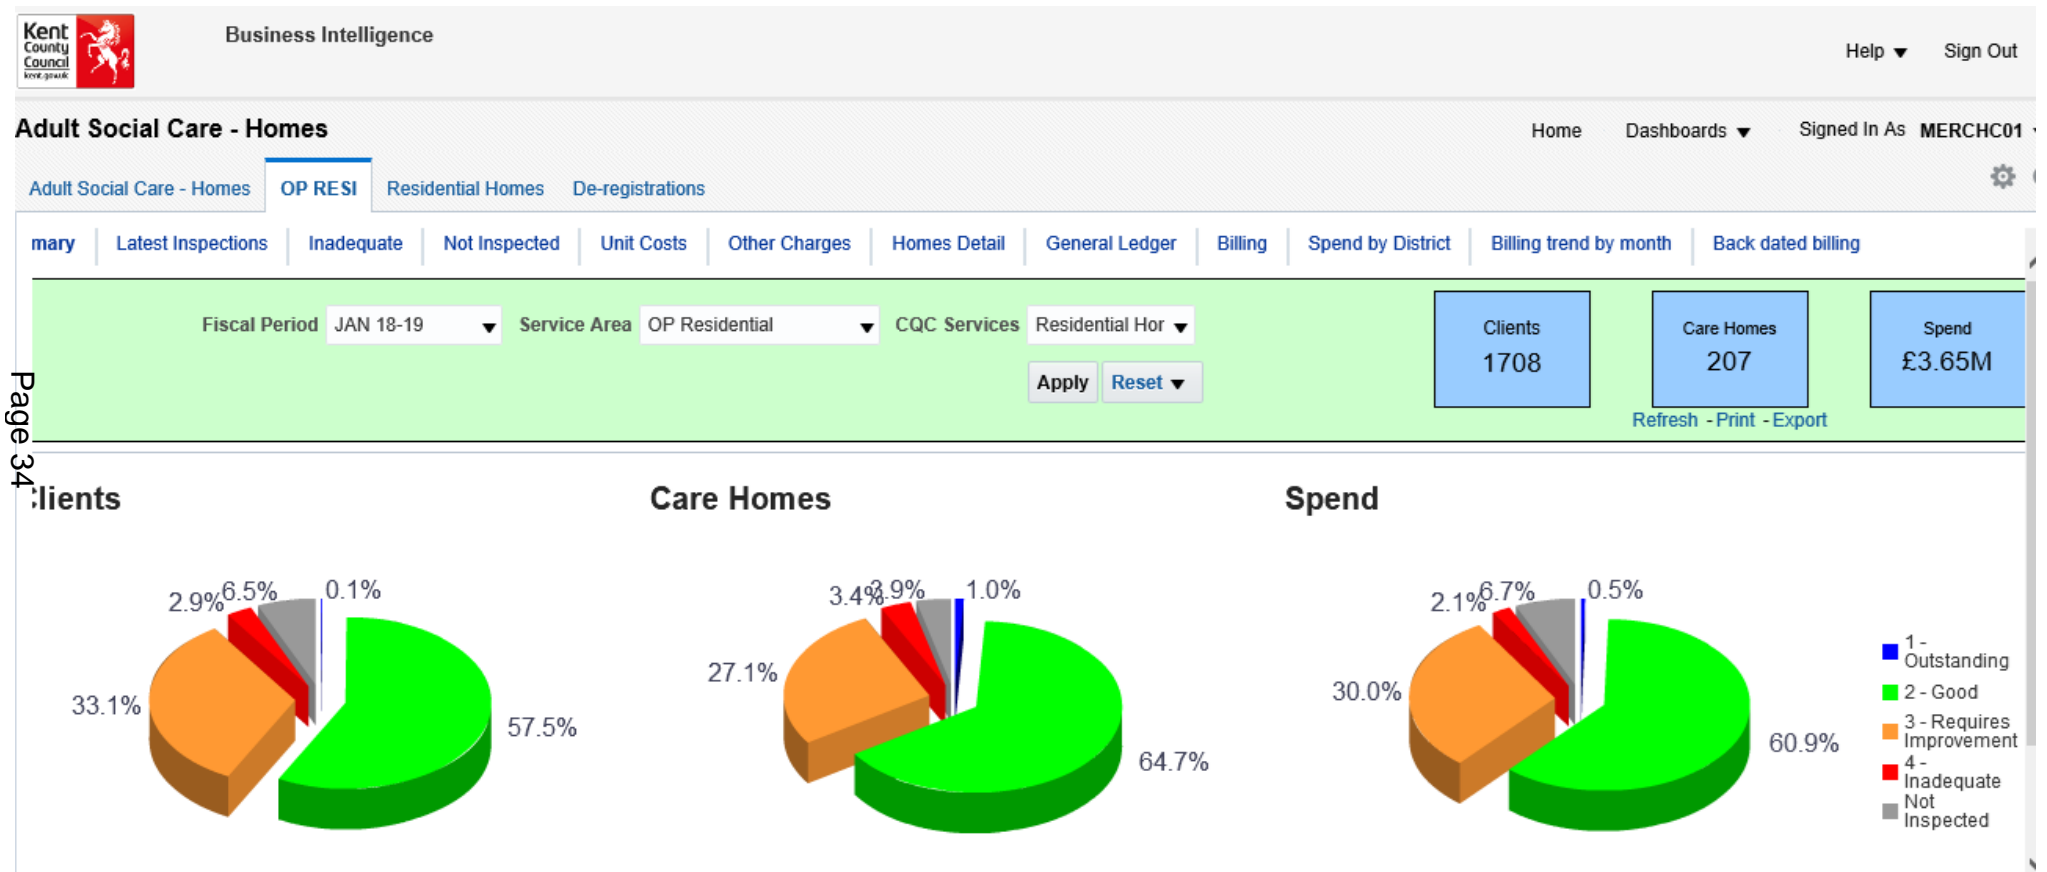 Kent
County
Council
kent.gov.uk
Business Intelligence
Help
Sign Out
Adult Social Care - Homes
Home
Dashboards
Signed In As MERCHC01
Adult Social Care - Homes
OP RESI
Residential Homes
De-registrations
mary
Latest Inspections
Inadequate
Not Inspected
Unit Costs
Other Charges
Homes Detail
General Ledger
Billing
Spend by District
Billing trend by month
Back dated billing
Fiscal Period JAN 18-19
Service Area OP Residential
CQC Services Residential Hor
Apply
Reset
Clients
1708
Care Homes
207
Spend
£3.65M
Refresh - Print - Export
Page 34
Clients
2.9%
6.5%
0.1%
33.1%
57.5%
Care Homes
3.4%
3.9%
1.0%
27.1%
64.7%
Spend
2.1%
6.7%
0.5%
30.0%
60.9%
1 -
Outstanding
2 - Good
3 - Requires
Improvement
4 -
Inadequate
Not
Inspected